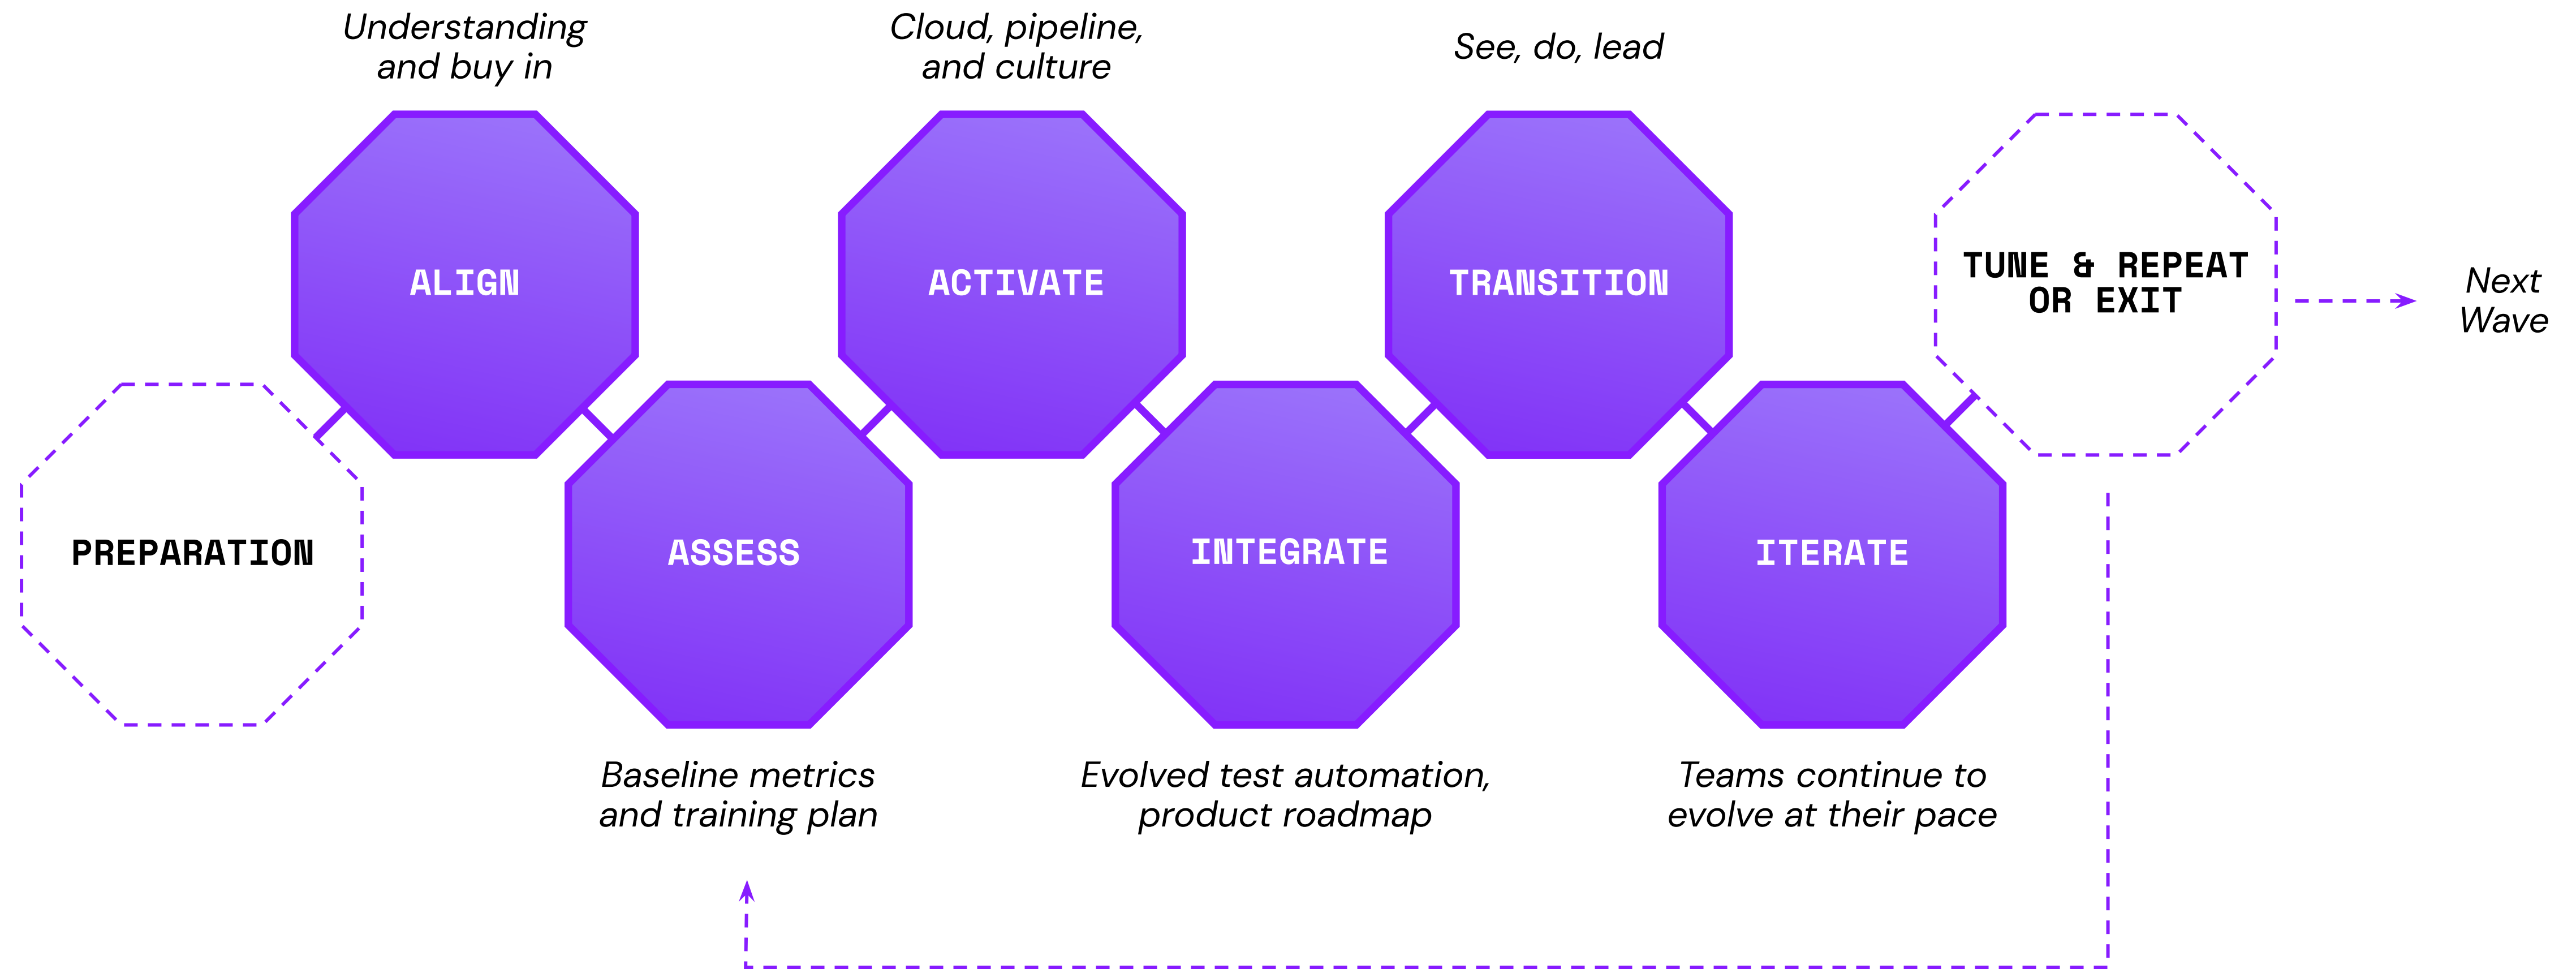 Understanding
and buy in
Cloud, pipeline,
and culture
See, do, lead
ALIGN
ACTIVATE
TRANSITION
TUNE & REPEAT
OR EXIT
Next
Wave
PREPARATION
ASSESS
INTEGRATE
ITERATE
Baseline metrics
and training plan
Evolved test automation,
product roadmap
Teams continue to
evolve at their pace